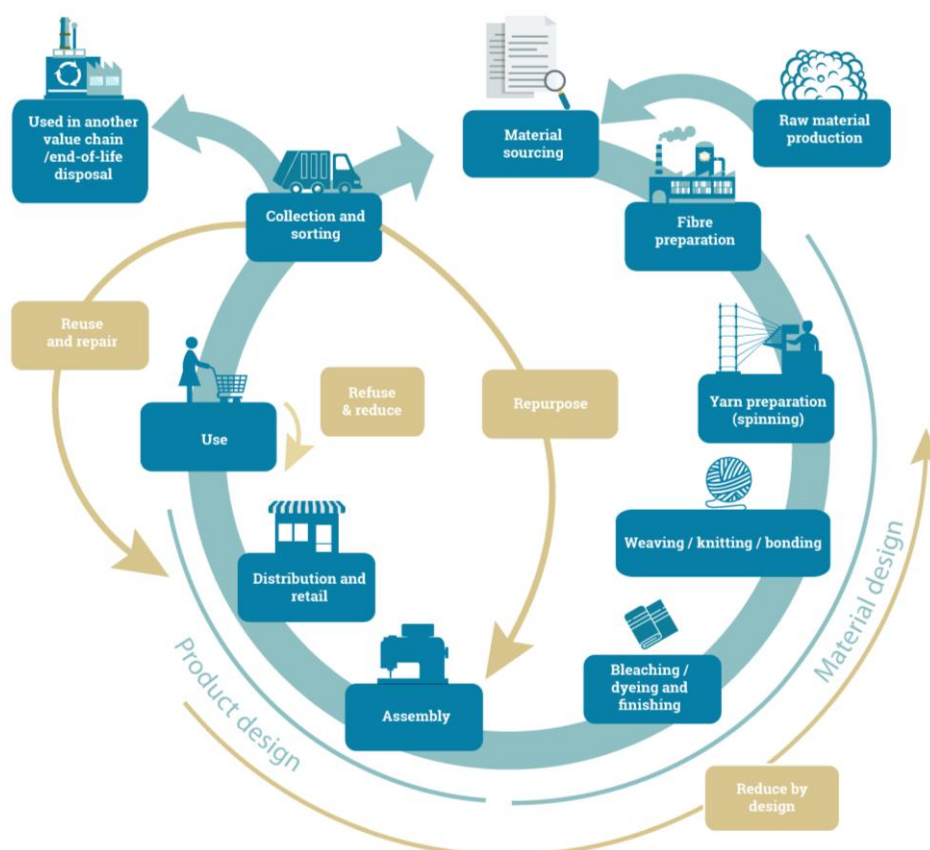 Used in another
value chain
/end-of-life
disposal
Material
sourcing
Raw material
production
Collection and
sorting
Fibre
preparation
Reuse
and repair
Refuse
& reduce
Repurpose
Yarn preparation
(spinning)
Use
Weaving / knitting / bonding
Distribution and
retail
Material design
Product design
Bleaching /
dyeing and
finishing
Assembly
Reduce by
design